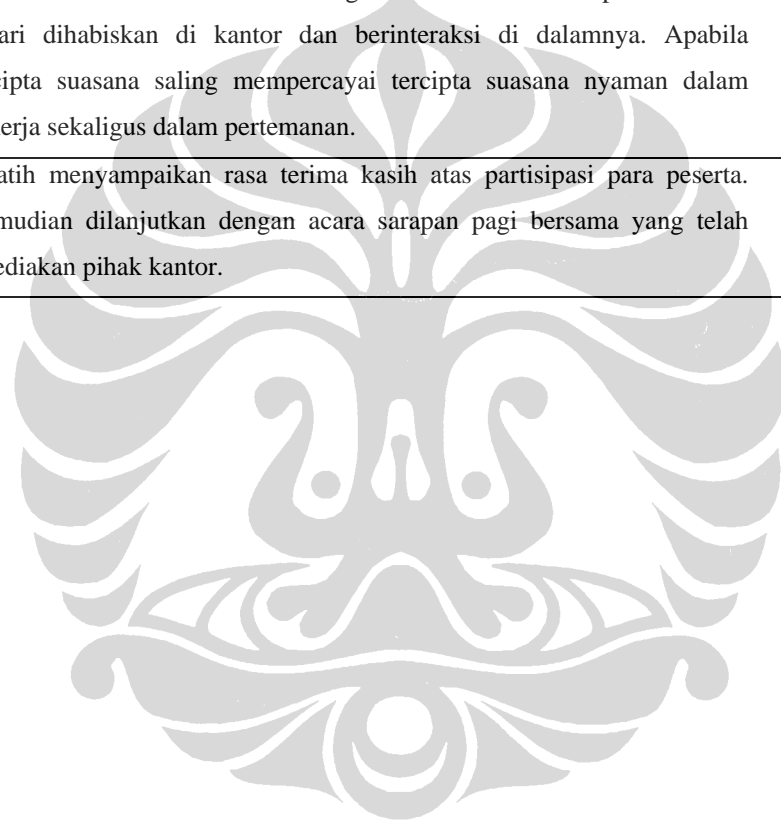 ari dihabiskan di kantor dan berinteraksi di dalamnya. Apabila
cipta suasana saling mempercayai tercipta suasana nyaman dalam
kerja sekaligus dalam pertemanan.
atih menyampaikan rasa terima kasih atas partisipasi para peserta.
mudian dilanjutkan dengan acara sarapan pagi bersama yang telah
ediakan pihak kantor.